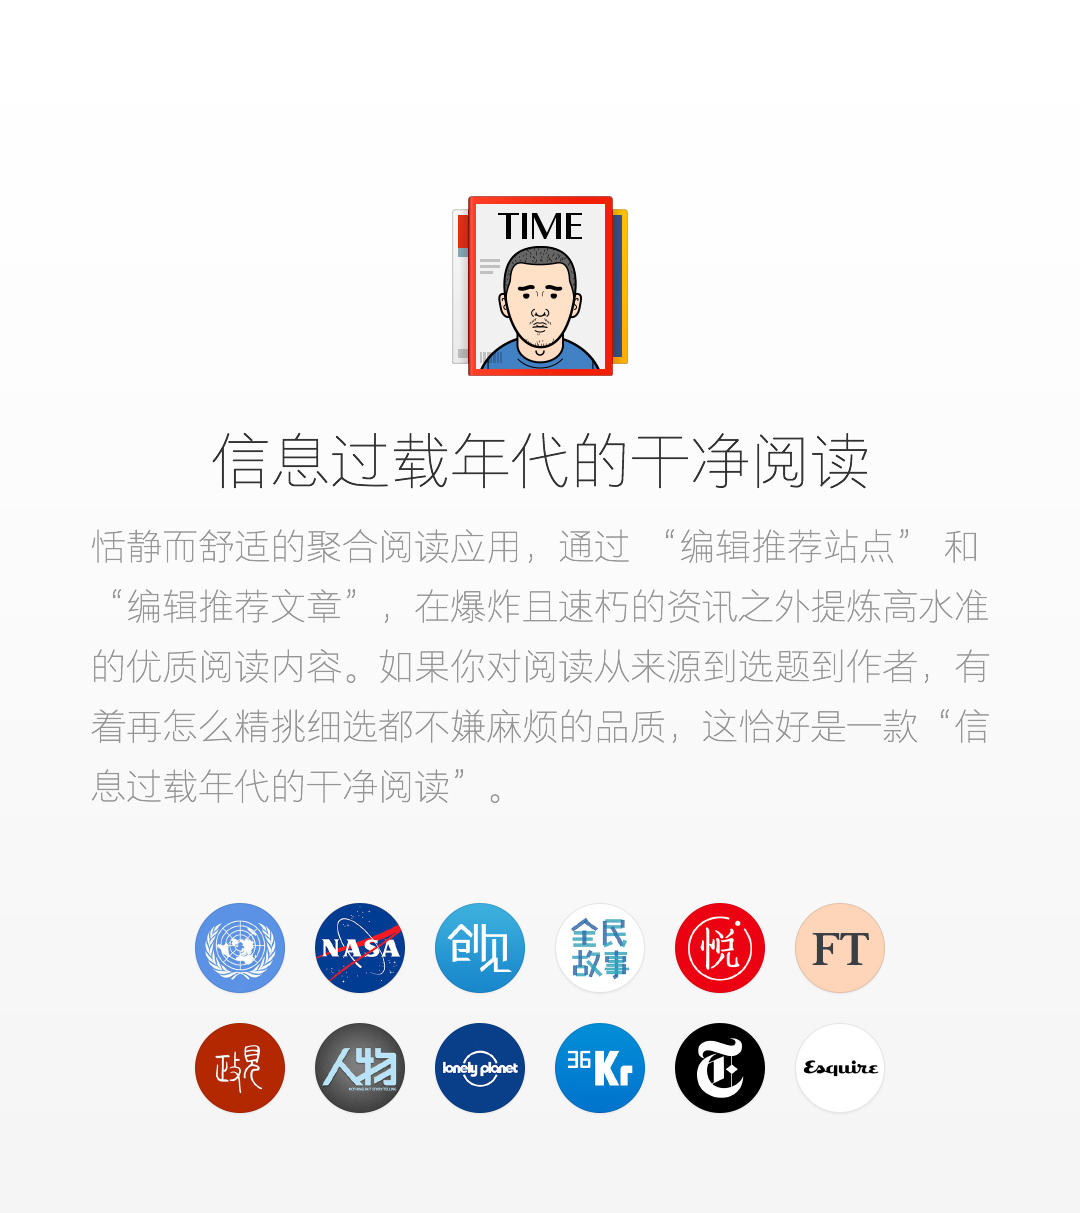 TIME
信息过载年代的干净阅读
恬静而舒适的聚合阅读应用，通过 “编辑推荐站点” 和
“编辑推荐文章” ，在爆炸且速朽的资讯之外提炼高水准
的优质阅读内容。如果你对阅读从来源到选题到作者，有
着再怎么精挑细选都不嫌麻烦的品质，这恰好是一款“信
息过载年代的干净阅读” 。
NASA
创见
全民
故事
悦
FT
政見
人物
lonely planet
36Kr
T
Esquire